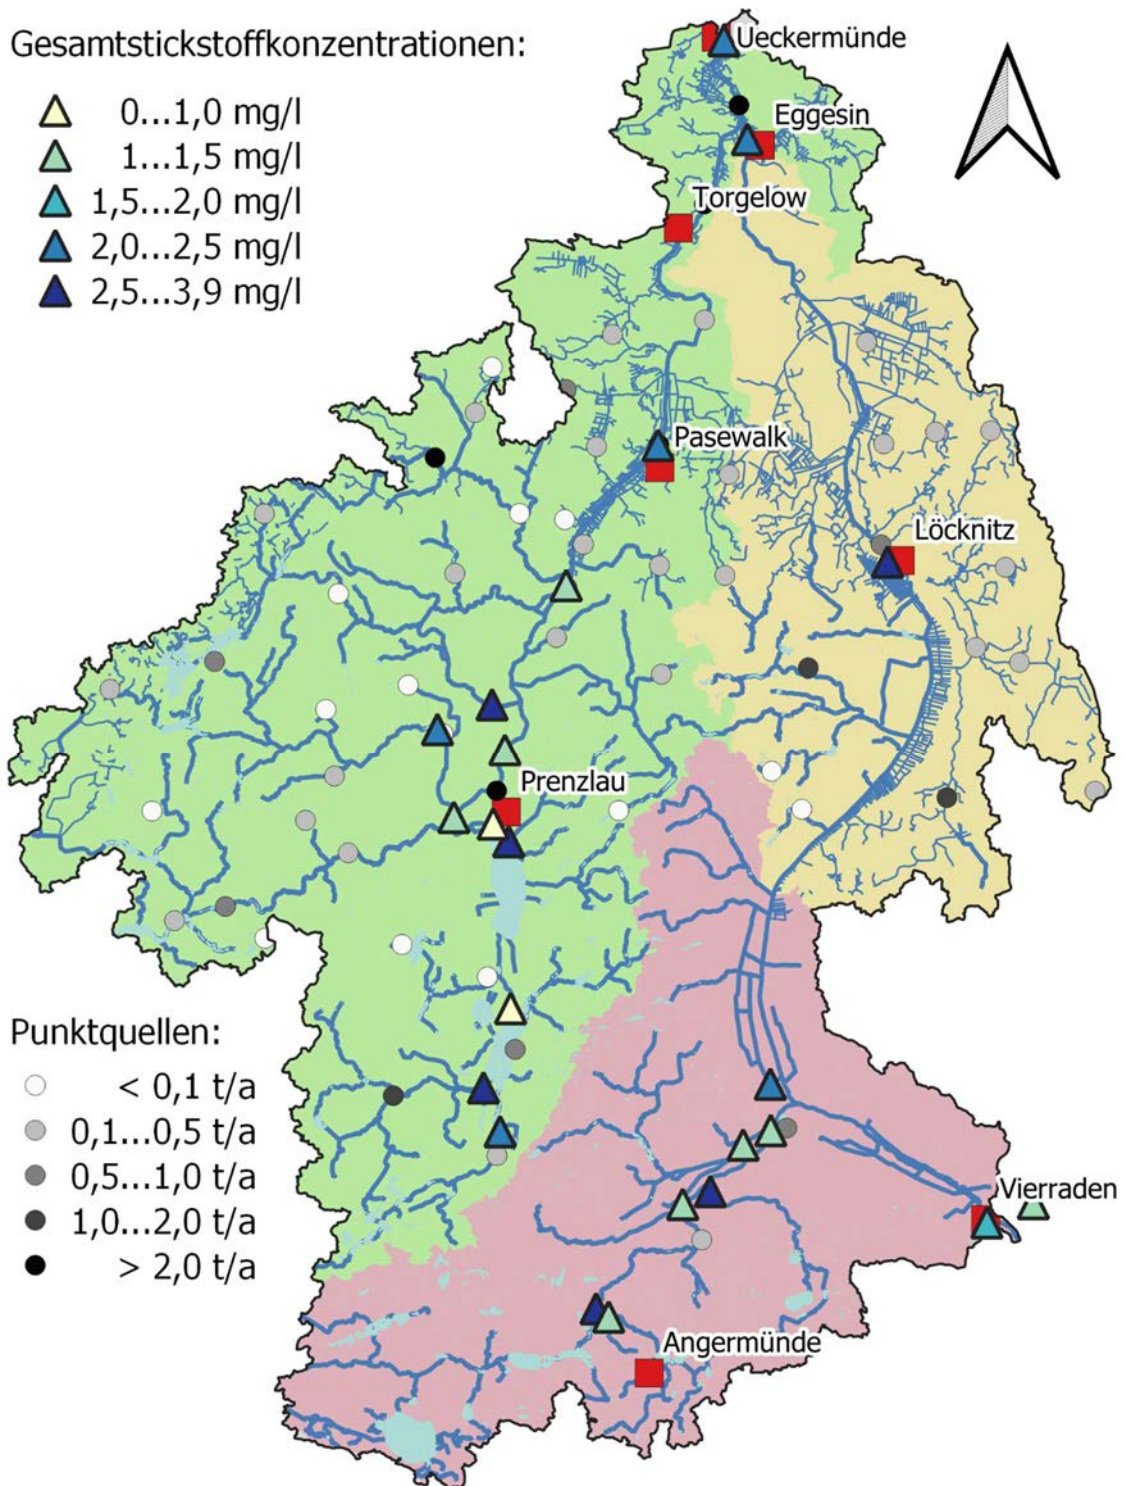 Gesamtstickstoffkonzentrationen:
0...1,0 mg/l
1...1,5 mg/l
1,5...2,0 mg/l
2,0...2,5 mg/l
2,5...3,9 mg/l
Ueckermünde
Eggesin
Torgelow
Pasewalk
Löcknitz
Prenzlau
Punktquellen:
< 0,1 t/a
0,1...0,5 t/a
0,5...1,0 t/a
1,0...2,0 t/a
> 2,0 t/a
Vierraden
Angermünde